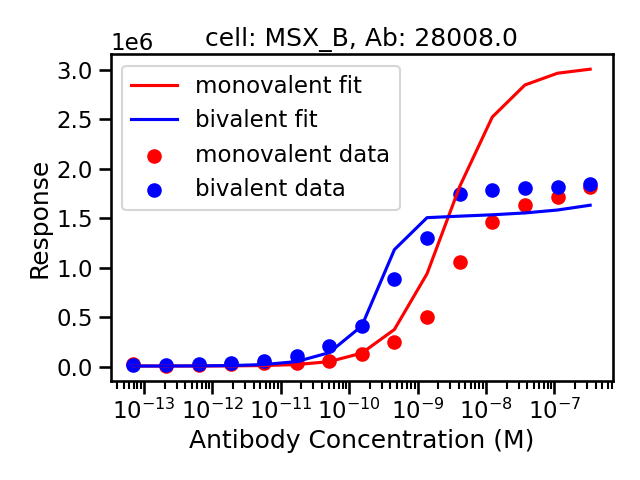 cell: MSX_B, Ab: 28008.0
1e6
monovalent fit
bivalent fit
monovalent data
bivalent data
3.0
2.5
2.0
1.5
1.0
0.5
0.0
Response
10⁻¹³ 10⁻¹² 10⁻¹¹ 10⁻¹⁰ 10⁻⁹ 10⁻⁸ 10⁻⁷
Antibody Concentration (M)